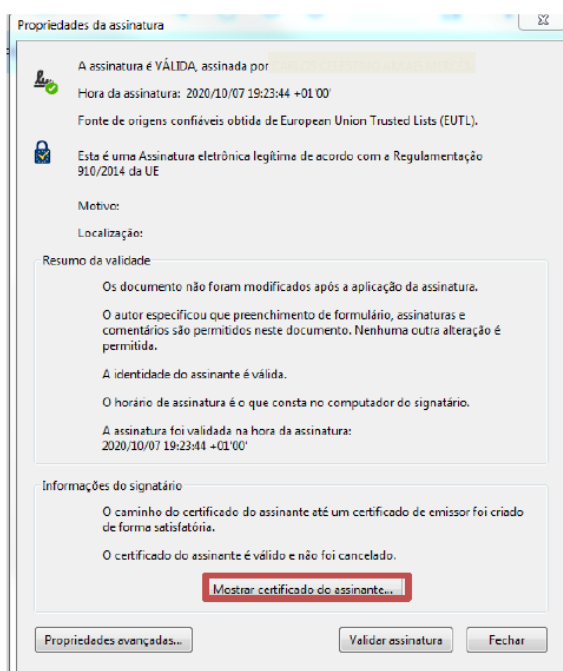 Propriedades da assinatura
A assinatura é VÁLIDA, assinada por
Hora da assinatura: 2020/10/07 19:23:44 +01'00'
Fonte de origens confiáveis obtida de European Union Trusted Lists (EUTL).
Esta é uma Assinatura eletrônica legítima de acordo com a Regulamentação
910/2014 da UE
Motivo:
Localização:
Resumo da validade
Os documento não foram modificados após a aplicação da assinatura.
O autor especificou que preenchimento de formulário, assinaturas e
comentários são permitidos neste documento. Nenhuma outra alteração é
permitida.
A identidade do assinante é válida.
O horário de assinatura é o que consta no computador do signatário.
A assinatura foi validada na hora da assinatura:
2020/10/07 19:23:44 +01'00'
Informações do signatário
O caminho do certificado do assinante até um certificado de emissor foi criado
de forma satisfatória.
O certificado do assinante é válido e não foi cancelado.
Mostrar certificado do assinante...
Propriedades avançadas... Validar assinatura Fechar